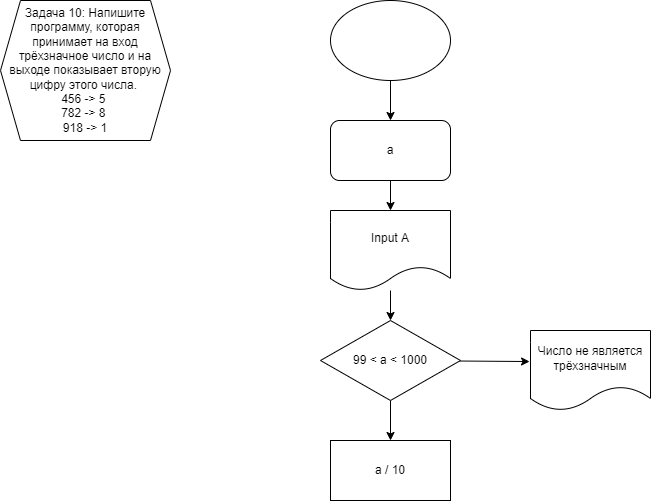 Задача 10: Напишите
программу, которая
принимает на вход
трёхзначное число и на
выходе показывает вторую
цифру этого числа.
456 -> 5
782 -> 8
918 -> 1
a
Input A
99 < a < 1000
Число не является
трёхзначным
a / 10